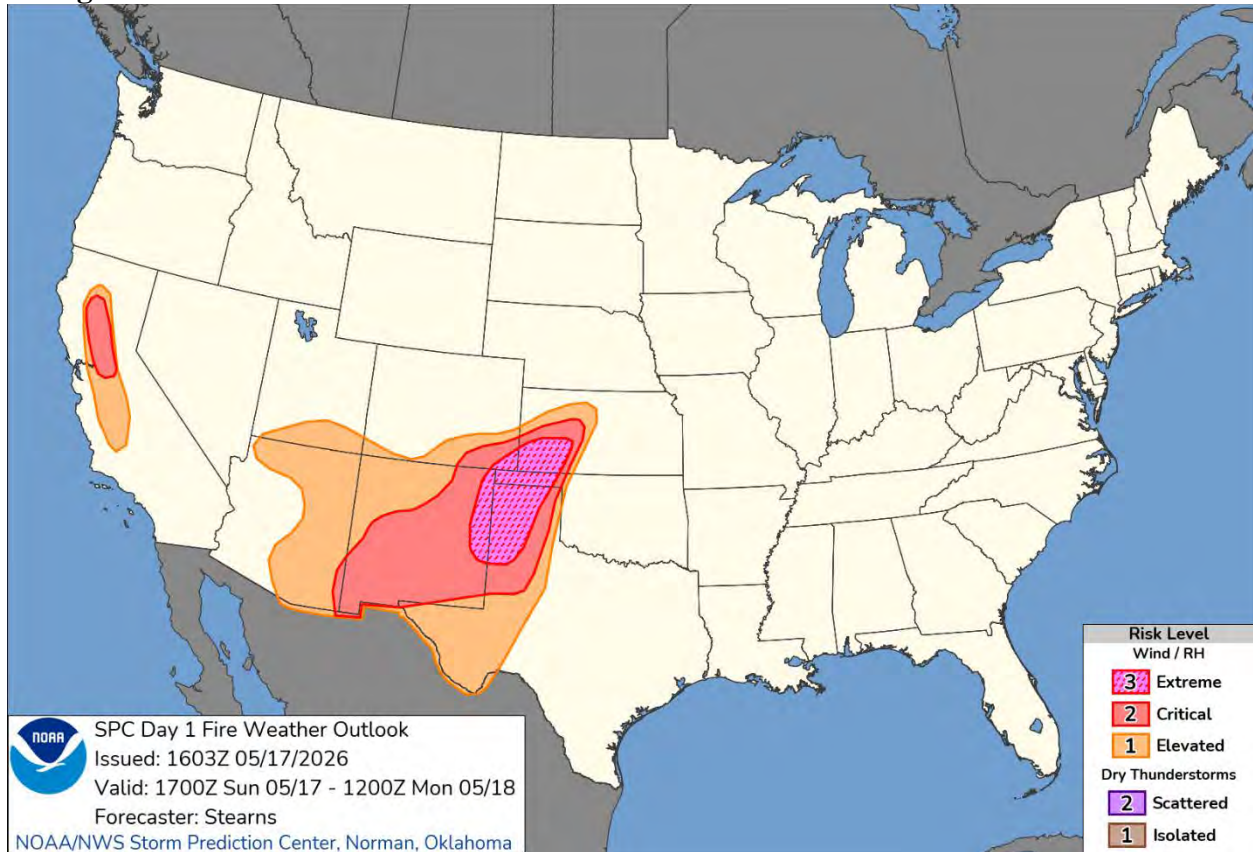 SPC Day 1 Fire Weather Outlook
Issued: 1603Z 05/17/2026
Valid: 1700Z Sun 05/17 - 1200Z Mon 05/18
Forecaster: Stearns
NOAA/NWS Storm Prediction Center, Norman, Oklahoma
NOAA
Risk Level
Wind / RH
3 Extreme
2 Critical
1 Elevated
Dry Thunderstorms
2 Scattered
1 Isolated